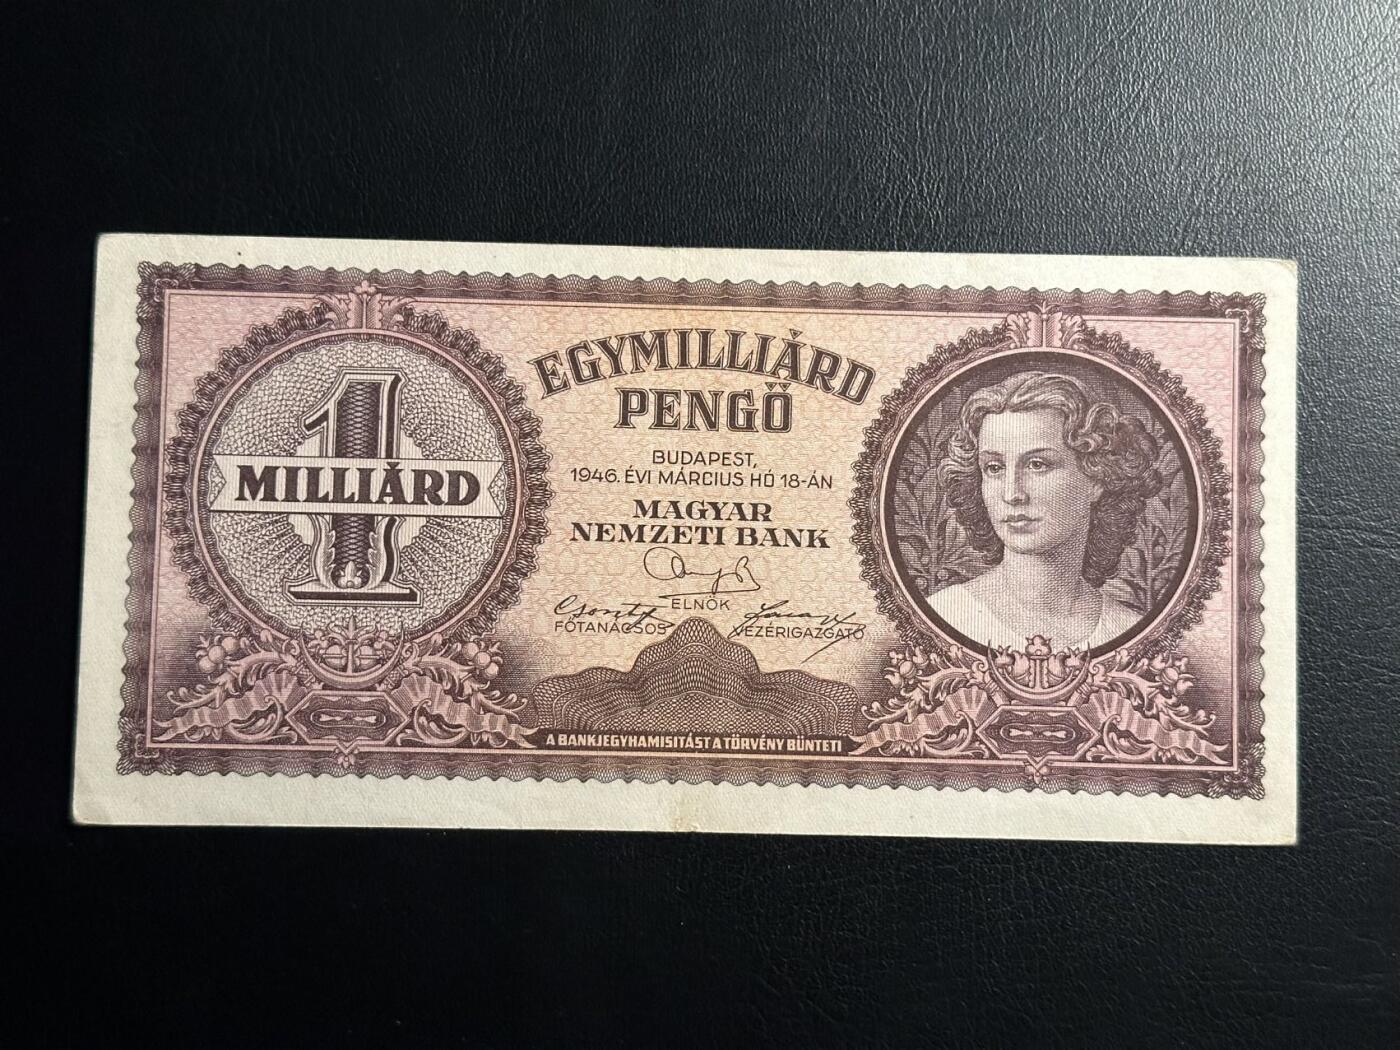 1
MILLIÁRD
EGYMILLIÁRD
PENGŐ
BUDAPEST,
1946. ÉVI MÁRCIUS HÓ 18-ÁN
MAGYAR
NEMZETI BANK
ELNÖK
FŐTANÁCSOS VEZÉRIGAZGATÓ
A BANKJEGYHAMISITÁST A TÖRVÉNY BÜNTETI